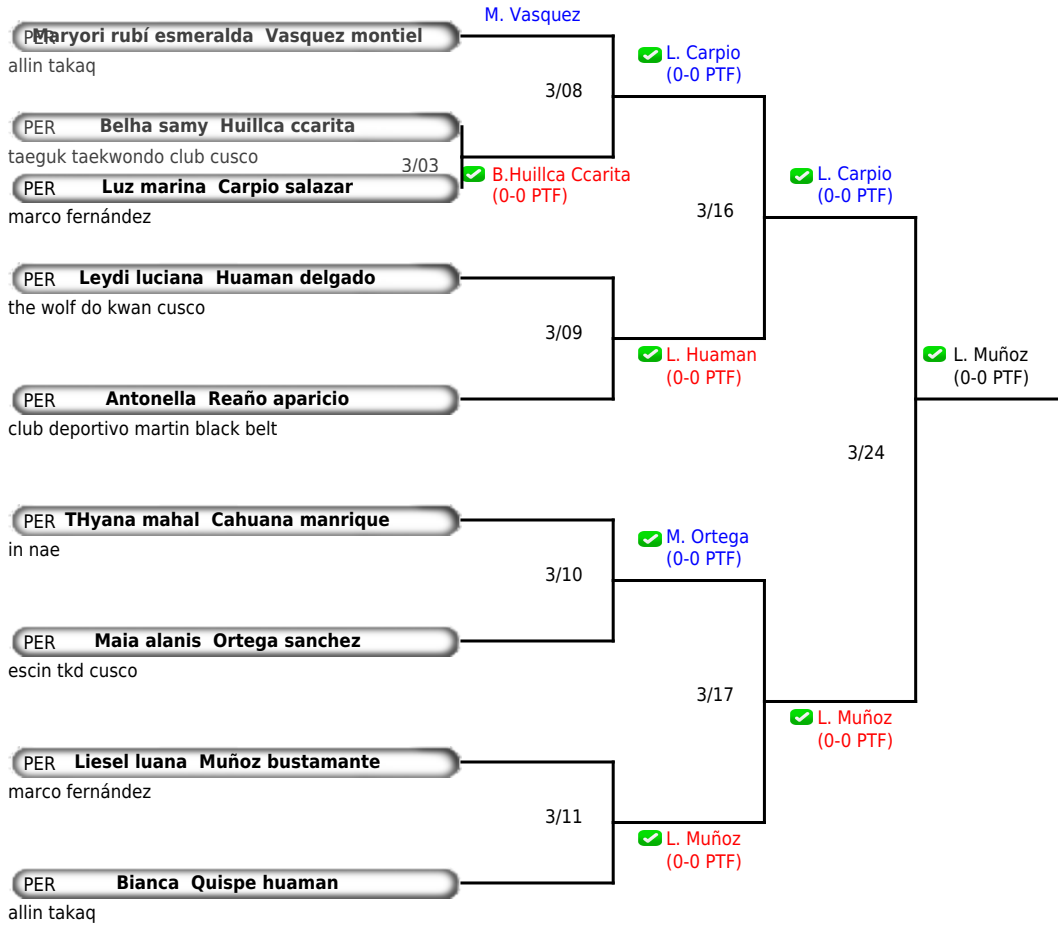 M. Vasquez
PER Maryori rubí esmeralda Vasquez montiel
allin takaq
L. Carpio
(0-0 PTF)
3/08
PER Belha samy Huillca ccarita
taeguk taekwondo club cusco
3/03
B.Huillca Ccarita
(0-0 PTF)
PER Luz marina Carpio salazar
marco fernández
L. Carpio
(0-0 PTF)
3/16
PER Leydi luciana Huaman delgado
the wolf do kwan cusco
3/09
L. Huaman
(0-0 PTF)
L. Muñoz
(0-0 PTF)
PER Antonella Reaño aparicio
club deportivo martin black belt
3/24
PER THyana mahal Cahuana manrique
in nae
M. Ortega
(0-0 PTF)
3/10
PER Maia alanis Ortega sanchez
escin tkd cusco
3/17
L. Muñoz
(0-0 PTF)
PER Liesel luana Muñoz bustamante
marco fernández
3/11
L. Muñoz
(0-0 PTF)
PER Bianca Quispe huaman
allin takaq